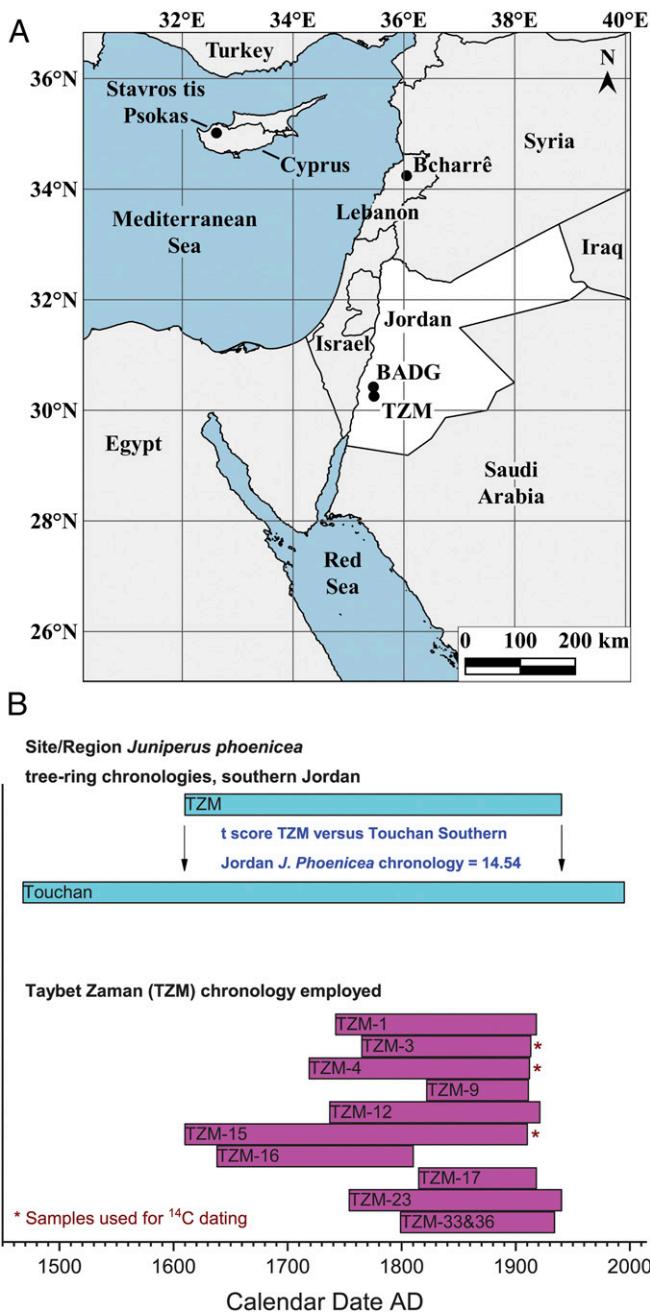 A
32°E 34°E 36°E 38°E 40°E
Turkey
N
36°N
Stavros tis
Psokas
Syria
Cyprus
Bcharrê
34°N
Lebanon
Mediterranean
Sea
Iraq
32°N
Jordan
Israel
BADG
30°N
TZM
Egypt
Saudi
Arabia
28°N
Red
Sea
26°N
0 100 200 km
B
Site/Region Juniperus phoenicea
tree-ring chronologies, southern Jordan
TZM
t score TZM versus Touchan Southern
Jordan J. Phoenicea chronology = 14.54
Touchan
Taybet Zaman (TZM) chronology employed
TZM-1
TZM-3 *
TZM-4 *
TZM-9
TZM-12
TZM-15 *
TZM-16
TZM-17
TZM-23
* Samples used for ¹⁴C dating
TZM-33&36
1500 1600 1700 1800 1900 2000
Calendar Date AD